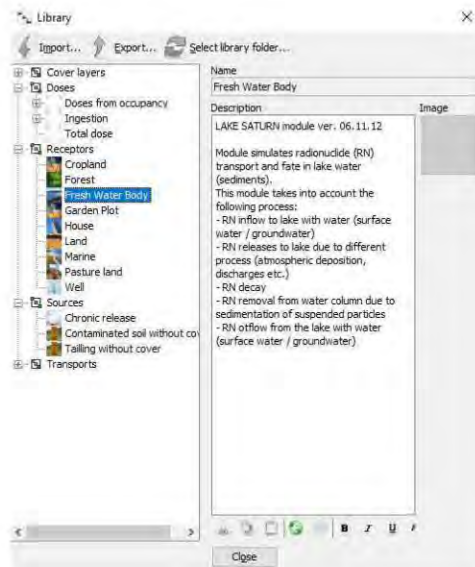 Library
Import... Export... Select library folder...
Cover layers
Doses
Doses from occupancy
Ingestion
Total dose
Receptors
Cropland
Forest
Fresh Water Body
Garden Plot
House
Land
Marine
Pasture land
Well
Sources
Chronic release
Contaminated soil without cov
Tailling without cover
Transports
Name
Fresh Water Body
Description Image
LAKE SATURN module ver. 06.11.12
Module simulates radionuclide (RN)
transport and fate in lake water
(sediments).
This module takes into account the
following process:
- RN inflow to lake with water (surface
water / groundwater)
- RN releases to lake due to different
process (atmospheric deposition,
discharges etc.)
- RN decay
- RN removal from water column due to
sedimentation of suspended particles
- RN otflow from the lake with water
(surface water / groundwater)
B I U
Close